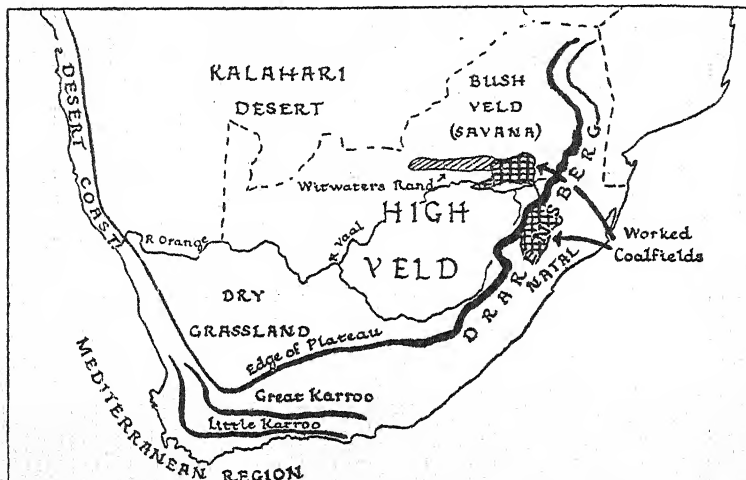 KALAHARI
DESERT
BUSH
VELD
(SAVANA)
DESERT COAST
Witwaters Rand
HIGH
VELD
R Orange
R Vaal
DRARENSBERG
NATAL
Worked
Coalfields
DRY
GRASSLAND
Edge of Plateau
Great Karroo
Little Karroo
MEDITERRANEAN REGION